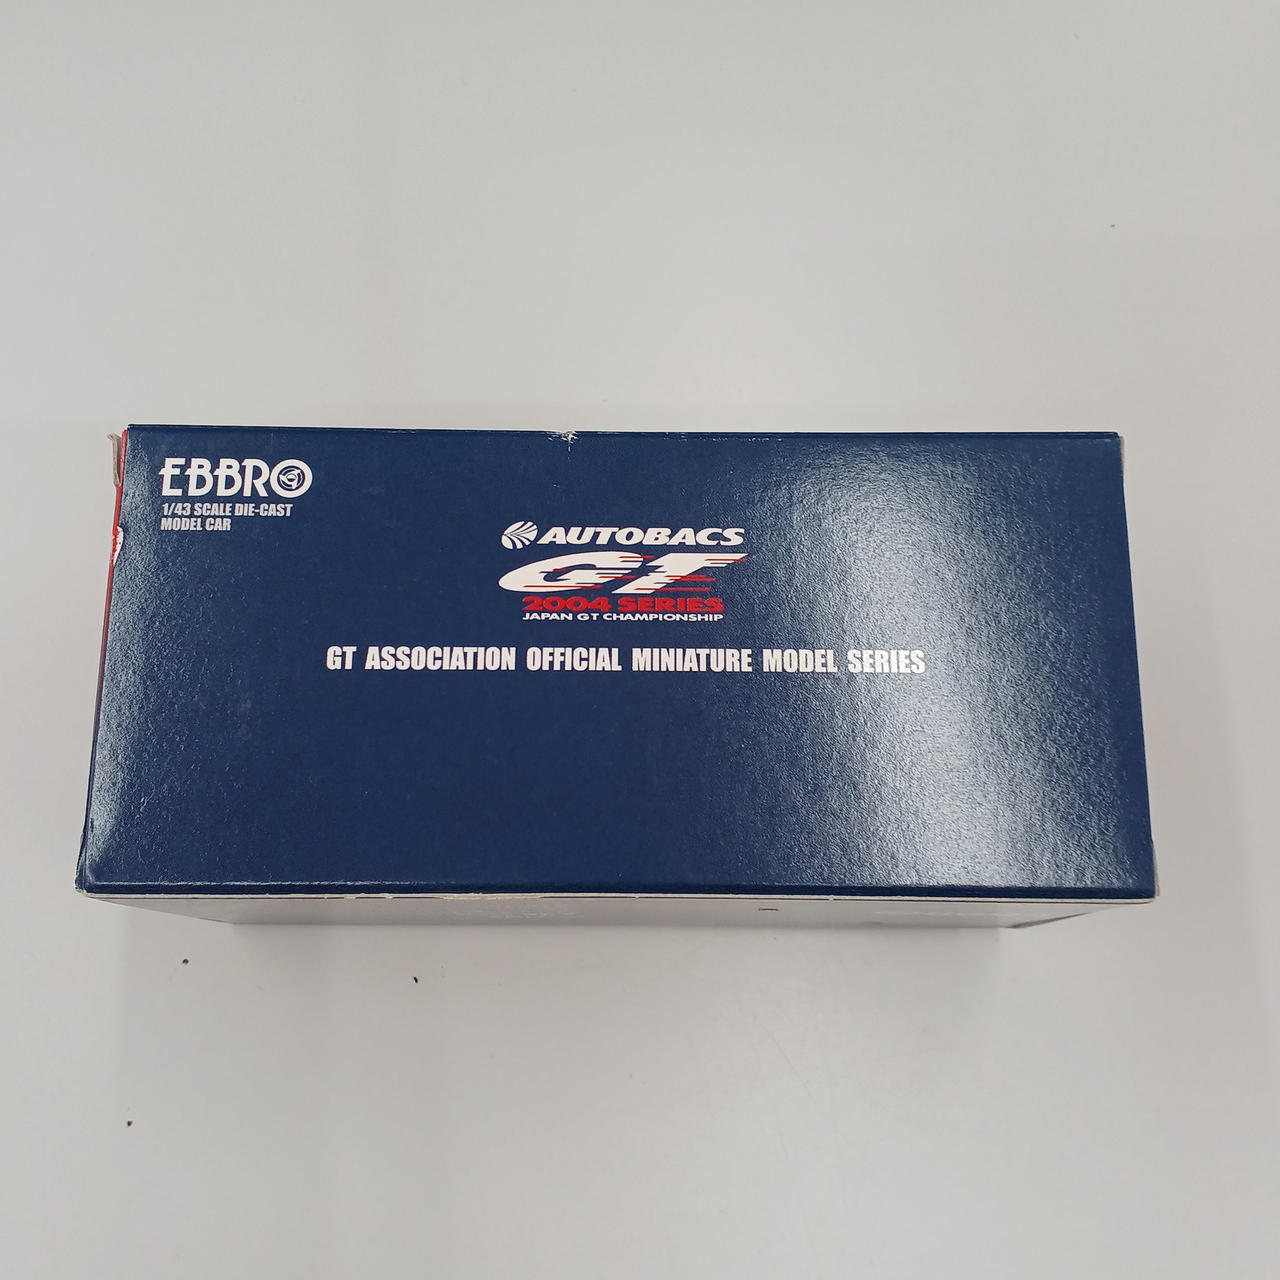 EBBRO
1/43 SCALE DIE-CAST
MODEL CAR
AUTOBACS
GT
2004 SERIES
JAPAN GT CHAMPIONSHIP
GT ASSOCIATION OFFICIAL MINIATURE MODEL SERIES